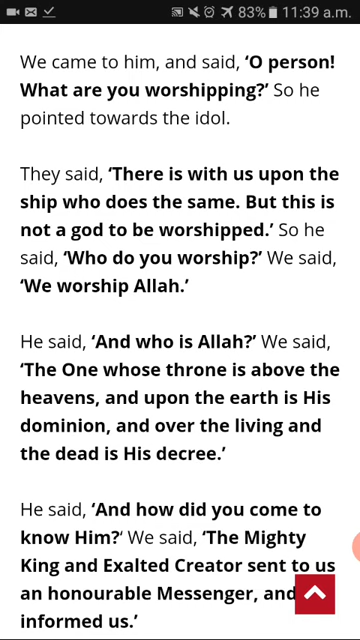 83% 11:39 a.m.
We came to him, and said, ‘O person!
What are you worshipping?’ So he
pointed towards the idol.
They said, ‘There is with us upon the
ship who does the same. But this is
not a god to be worshipped.’ So he
said, ‘Who do you worship?’ We said,
‘We worship Allah.’
He said, ‘And who is Allah?’ We said,
‘The One whose throne is above the
heavens, and upon the earth is His
dominion, and over the living and
the dead is His decree.’
He said, ‘And how did you come to
know Him?‘ We said, ‘The Mighty
King and Exalted Creator sent to us
an honourable Messenger, and
informed us.’